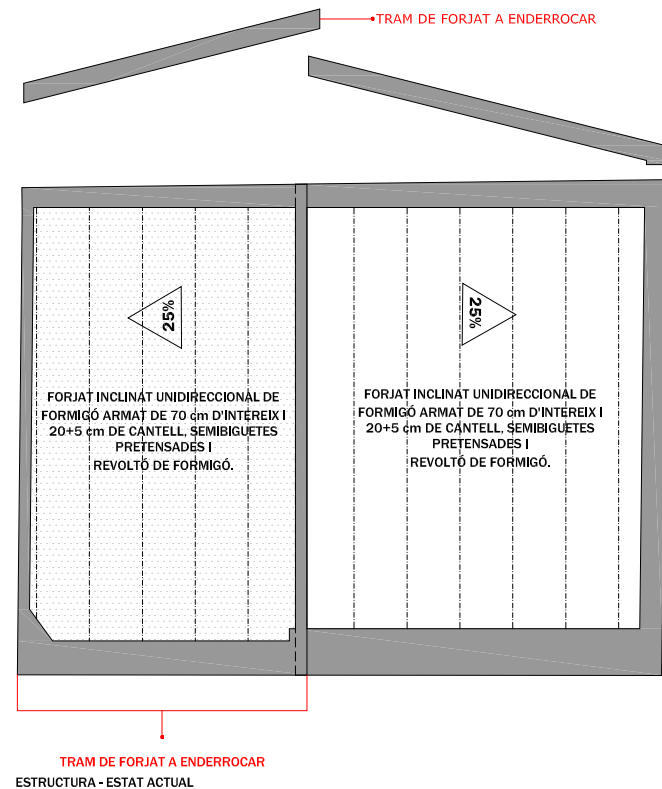 TRAM DE FORJAT A ENDERROCAR
25%
25%
FORJAT INCLINAT UNIDIRECCIONAL DE
FORMIGÓ ARMAT DE 70 cm D'INTEREIX I
20+5 cm DE CANTELL, SEMIBIGUETES
PRETENSADES I
REVOLTÓ DE FORMIGÓ.
FORJAT INCLINAT UNIDIRECCIONAL DE
FORMIGÓ ARMAT DE 70 cm D'INTEREIX I
20+5 cm DE CANTELL, SEMIBIGUETES
PRETENSADES I
REVOLTÓ DE FORMIGÓ.
TRAM DE FORJAT A ENDERROCAR
ESTRUCTURA - ESTAT ACTUAL